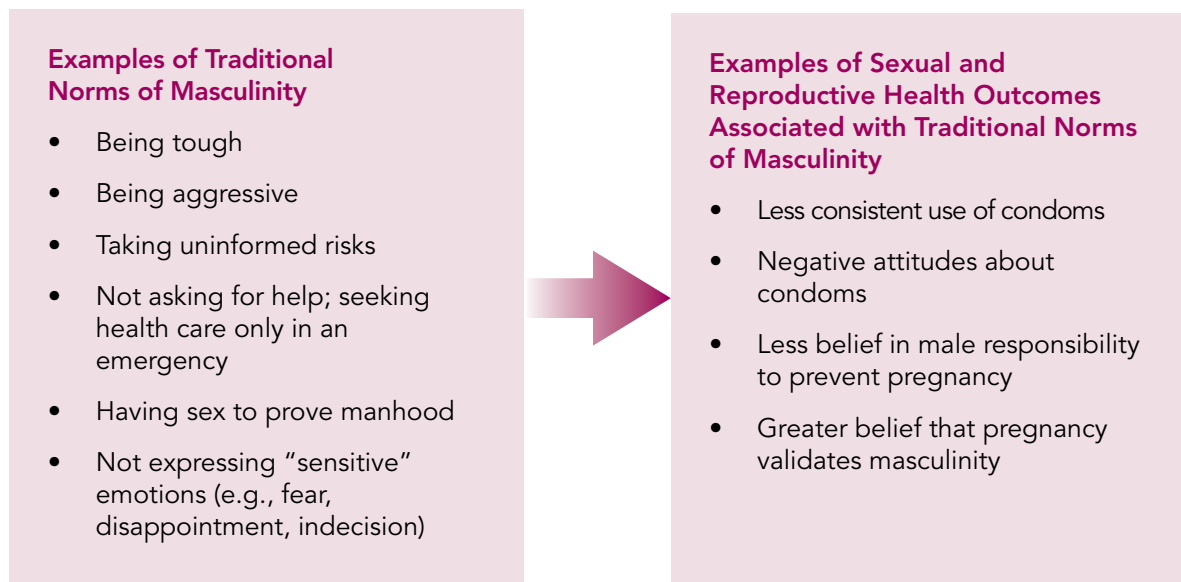 Examples of Traditional
Norms of Masculinity
• Being tough
• Being aggressive
• Taking uninformed risks
• Not asking for help; seeking
health care only in an
emergency
• Having sex to prove manhood
• Not expressing “sensitive”
emotions (e.g., fear,
disappointment, indecision)
Examples of Sexual and
Reproductive Health Outcomes
Associated with Traditional Norms
of Masculinity
• Less consistent use of condoms
• Negative attitudes about
condoms
• Less belief in male responsibility
to prevent pregnancy
• Greater belief that pregnancy
validates masculinity